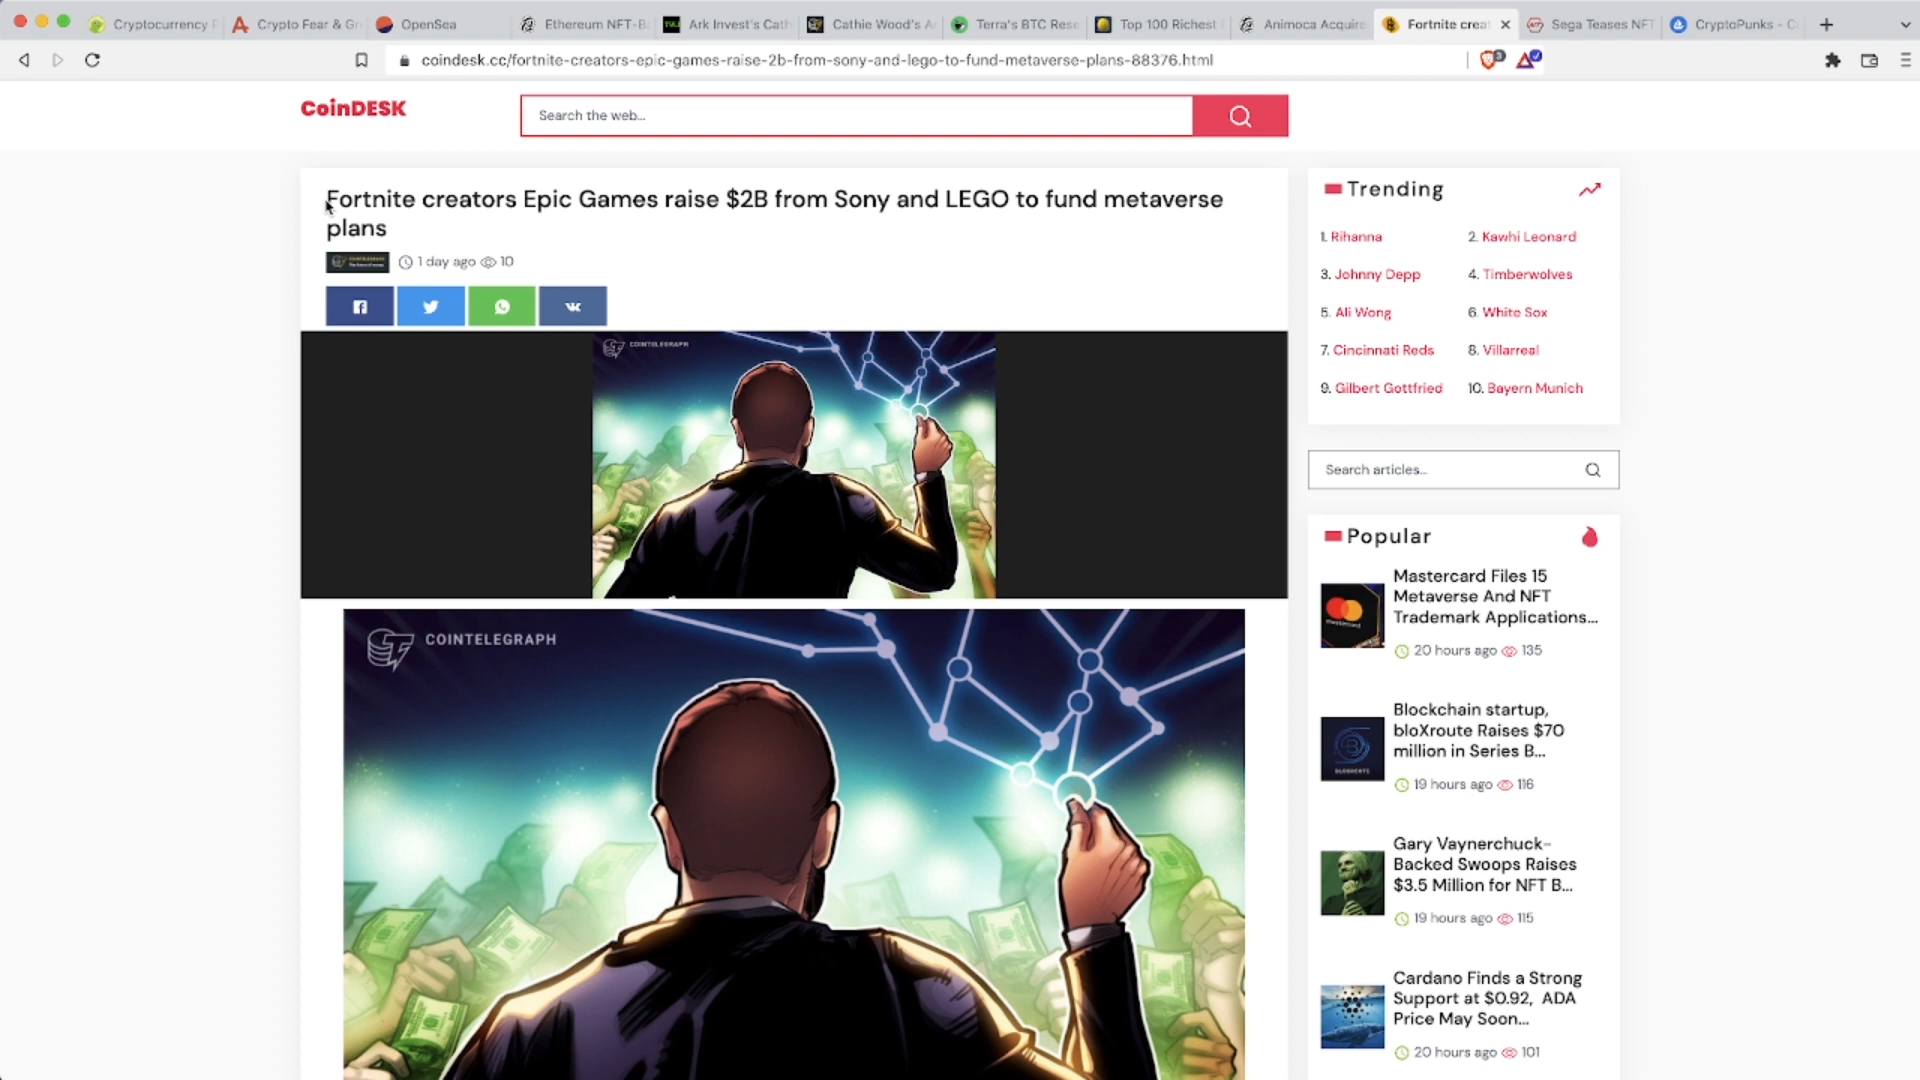 Cryptocurrency P
Crypto Fear & Gr
OpenSea
Ethereum NFT-B
Ark Invest's Cath
Cathie Wood's A
Terra's BTC Rese
Top 100 Richest
Animoca Acquire
Fortnite creat
Sega Teases NFT
CryptoPunks - C
coindesk.cc/fortnite-creators-epic-games-raise-2b-from-sony-and-lego-to-fund-metaverse-plans-88376.html
CoinDESK
Search the web...
Fortnite creators Epic Games raise $2B from Sony and LEGO to fund metaverse
plans
1 day ago 10
COINTELEGRAPH
COINTELEGRAPH
Trending
1. Rihanna
2. Kawhi Leonard
3. Johnny Depp
4. Timberwolves
5. Ali Wong
6. White Sox
7. Cincinnati Reds
8. Villarreal
9. Gilbert Gottfried
10. Bayern Munich
Search articles...
Popular
Mastercard Files 15
Metaverse And NFT
Trademark Applications...
20 hours ago 135
Blockchain startup,
bloXroute Raises $70
million in Series B...
19 hours ago 116
Gary Vaynerchuck-
Backed Swoops Raises
$3.5 Million for NFT B...
19 hours ago 115
Cardano Finds a Strong
Support at $0.92, ADA
Price May Soon...
20 hours ago 101